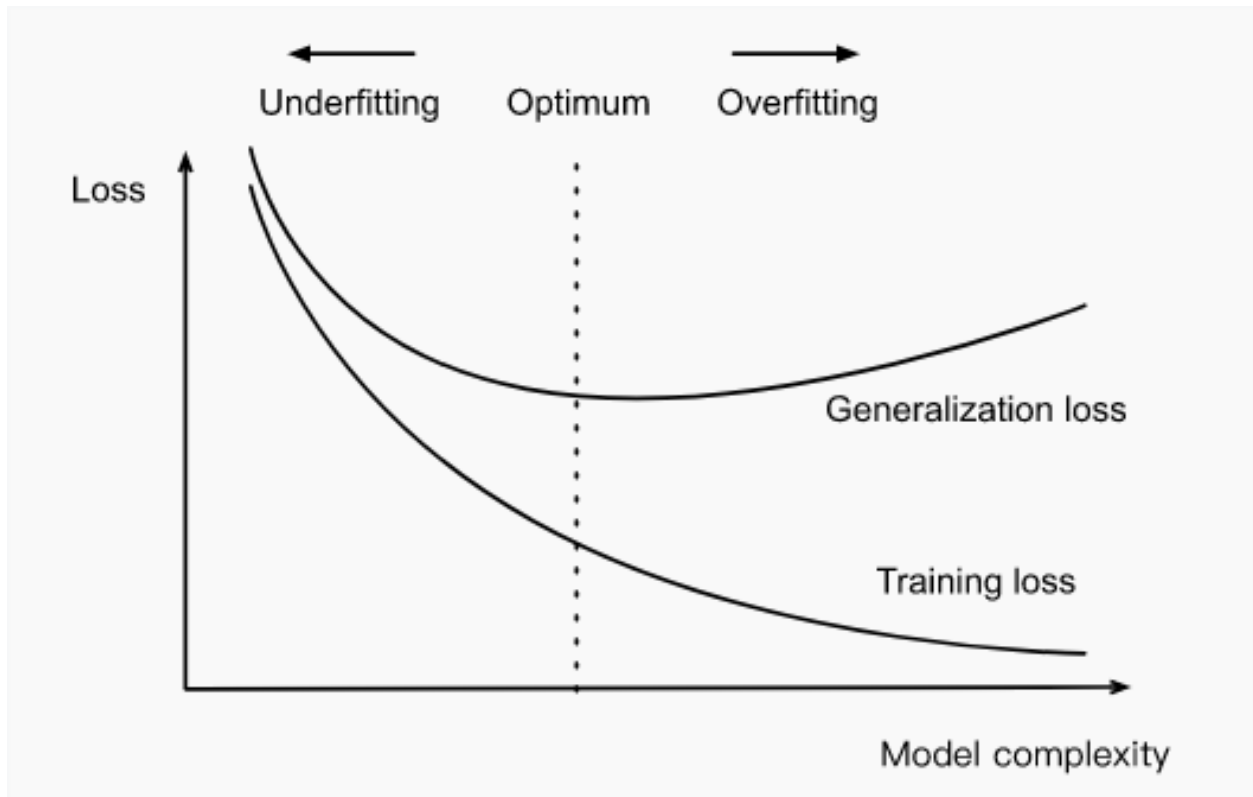 Underfitting Optimum Overfitting
Loss
Generalization loss
Training loss
Model complexity